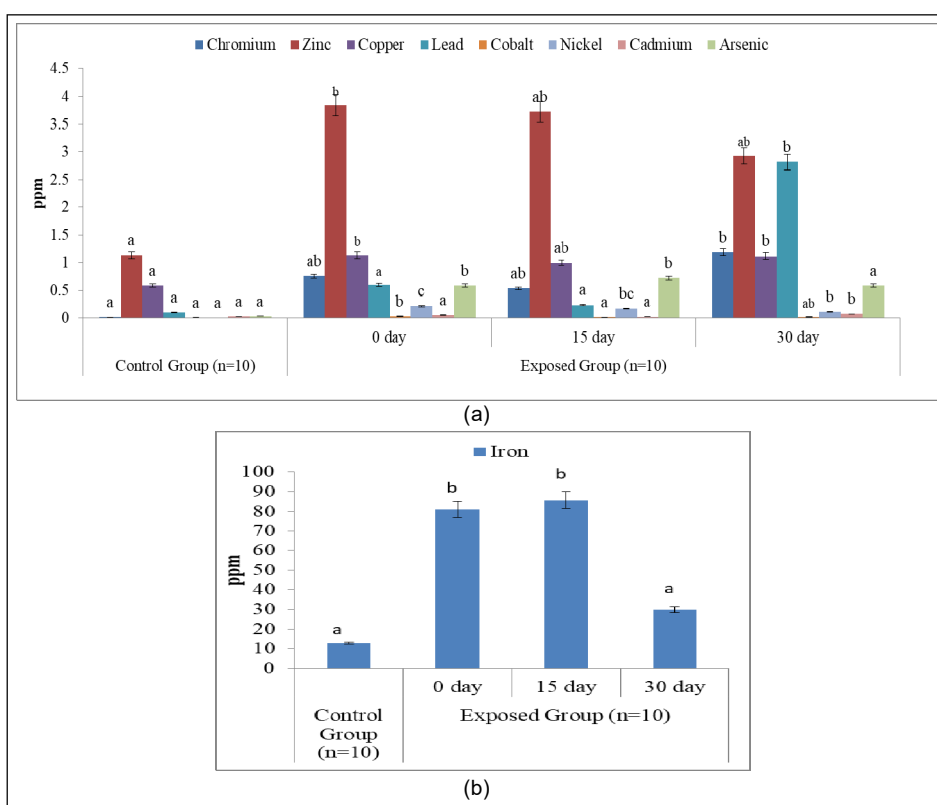 Chromium Zinc Copper Lead Cobalt Nickel Cadmium Arsenic
4.5
4
3.5
3
2.5
2
1.5
1
0.5
0
ppm
a a a a a a a a
ab b b a b c a b
ab ab ab a a bc a b
b ab b b ab b b a
0 day 15 day 30 day
Control Group (n=10) Exposed Group (n=10)
(a)
Iron
100
90
80
70
60
50
40
30
20
10
0
ppm
a b b a
0 day 15 day 30 day
Control Exposed Group (n=10)
Group
(n=10)
(b)